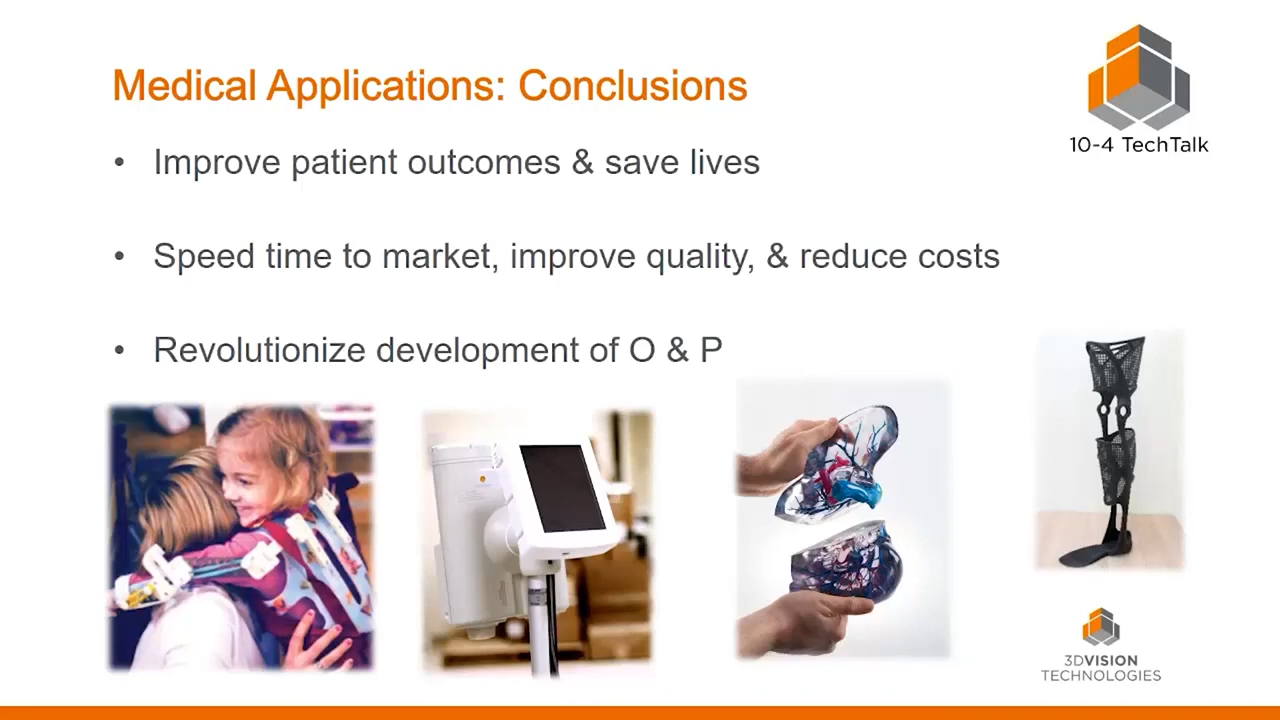 Medical Applications: Conclusions
10-4 TechTalk
• Improve patient outcomes & save lives
• Speed time to market, improve quality, & reduce costs
• Revolutionize development of O & P
3DVISION
TECHNOLOGIES